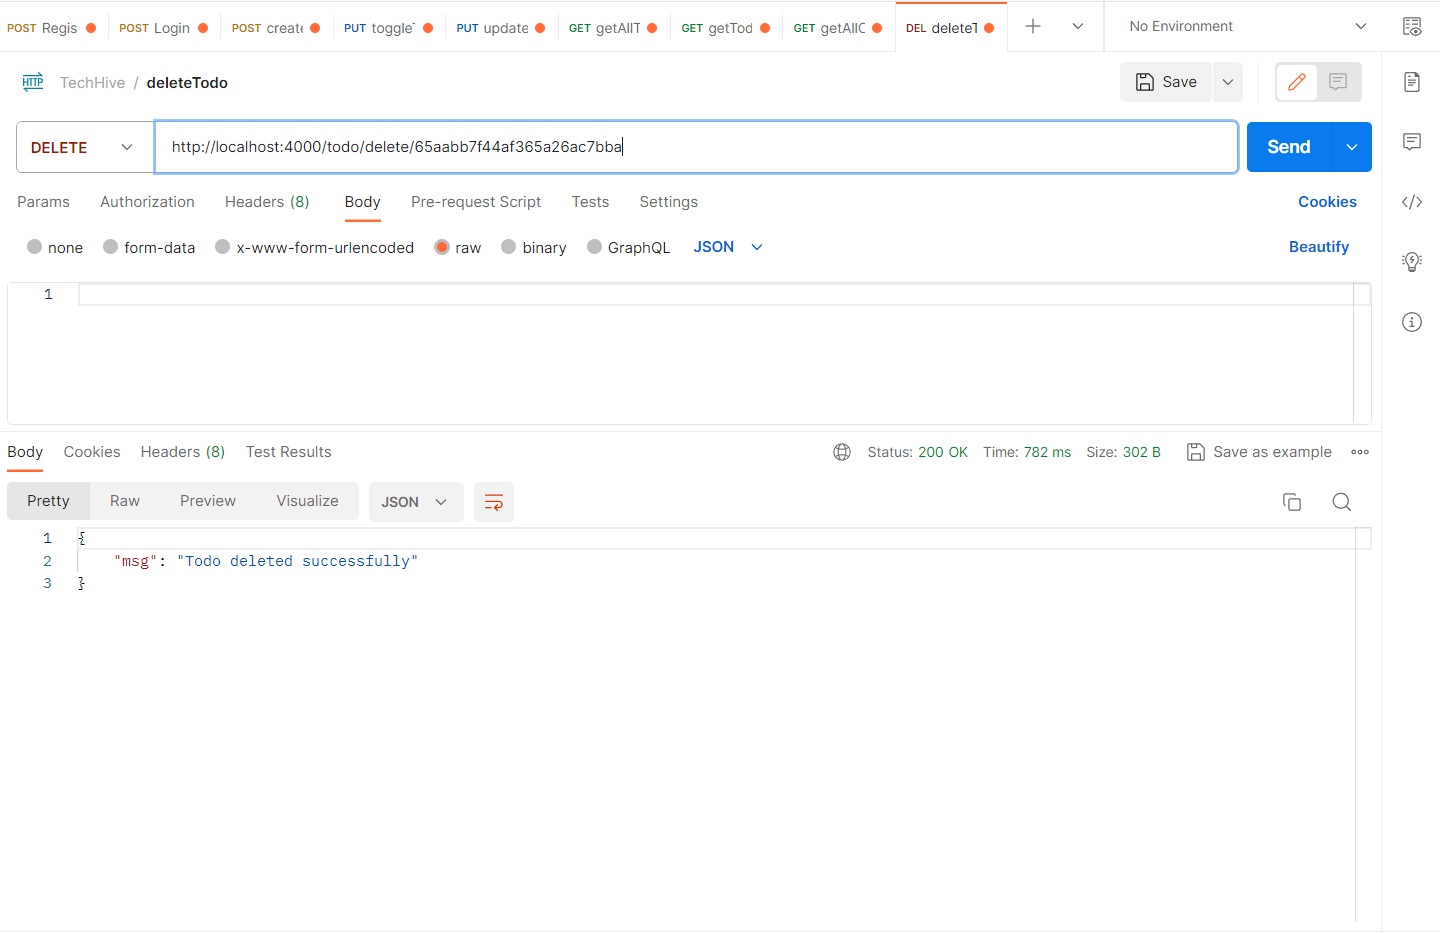 POST Regis POST Login POST create PUT toggleT PUT update GET getAllT GET getTod GET getAllC DEL deleteT No Environment
HTTP TechHive / deleteTodo Save
DELETE http://localhost:4000/todo/delete/65aabb7f44af365a26ac7bba Send
Params Authorization Headers (8) Body Pre-request Script Tests Settings Cookies
none form-data x-www-form-urlencoded raw binary GraphQL JSON Beautify
1
Body Cookies Headers (8) Test Results Status: 200 OK Time: 782 ms Size: 302 B Save as example
Pretty Raw Preview Visualize JSON
1 {
2 "msg": "Todo deleted successfully"
3 }